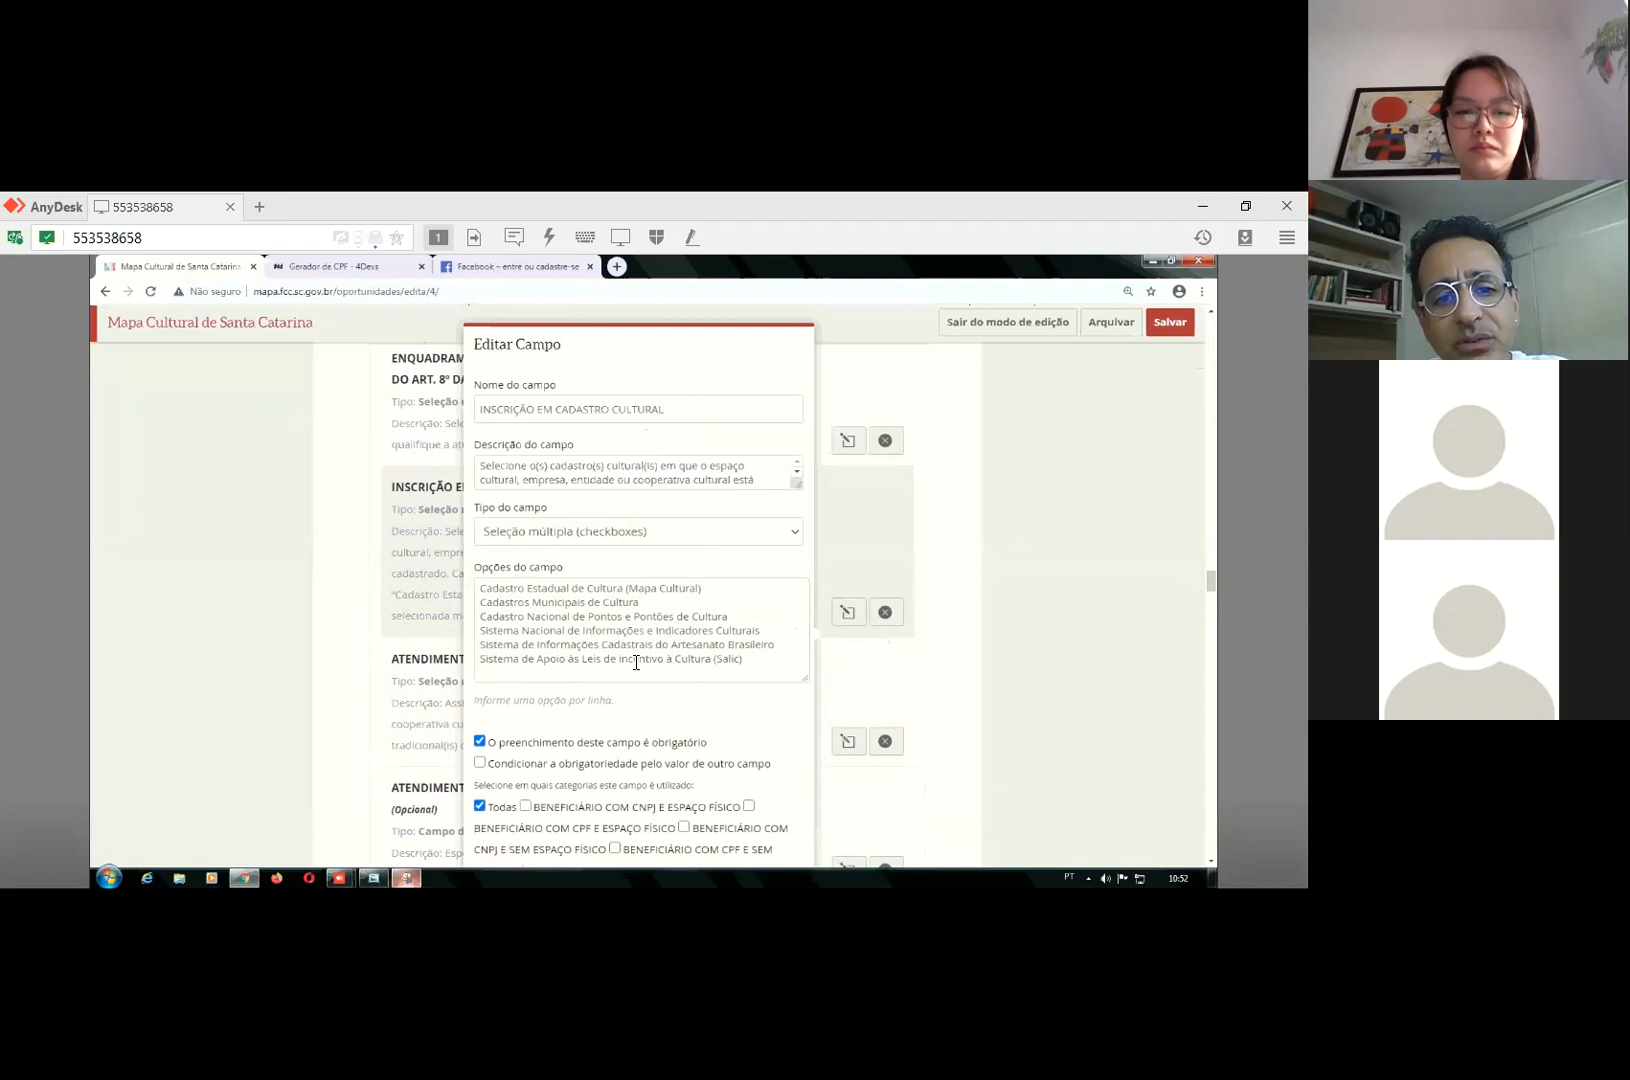 AnyDesk
553538658
553538658
1
Mapa Cultural de Santa Catarina
Gerador de CPF - 4Devs
Facebook – entre ou cadastre-se
Não seguro
mapa.fcc.sc.gov.br/oportunidades/edita/4/
Mapa Cultural de Santa Catarina
Sair do modo de edição
Arquivar
Salvar
ENQUADRAM
DO ART. 8º DA
Tipo: Seleção
Descrição: Sele
qualifique a at
INSCRIÇÃO E
Tipo: Seleção
Descrição: Sele
cultural, empre
cadastrado. Ca
“Cadastro Esta
selecionada m
ATENDIMENT
Tipo: Seleção
Descrição: Ass
cooperativa cu
tradicional(is)
ATENDIMENT
(Opcional)
Tipo: Campo d
Descrição: Esp
Editar Campo
Nome do campo
INSCRIÇÃO EM CADASTRO CULTURAL
Descrição do campo
Selecione o(s) cadastro(s) cultural(is) em que o espaço
cultural, empresa, entidade ou cooperativa cultural está
Tipo do campo
Seleção múltipla (checkboxes)
Opções do campo
Cadastro Estadual de Cultura (Mapa Cultural)
Cadastros Municipais de Cultura
Cadastro Nacional de Pontos e Pontões de Cultura
Sistema Nacional de Informações e Indicadores Culturais
Sistema de Informações Cadastrais do Artesanato Brasileiro
Sistema de Apoio às Leis de incentivo à Cultura (Salic)
Informe uma opção por linha.
O preenchimento deste campo é obrigatório
Condicionar a obrigatoriedade pelo valor de outro campo
Selecione em quais categorias este campo é utilizado:
Todas BENEFICIÁRIO COM CNPJ E ESPAÇO FÍSICO
BENEFICIÁRIO COM CPF E ESPAÇO FÍSICO BENEFICIÁRIO COM
CNPJ E SEM ESPAÇO FÍSICO BENEFICIÁRIO COM CPF E SEM
PT
10:52